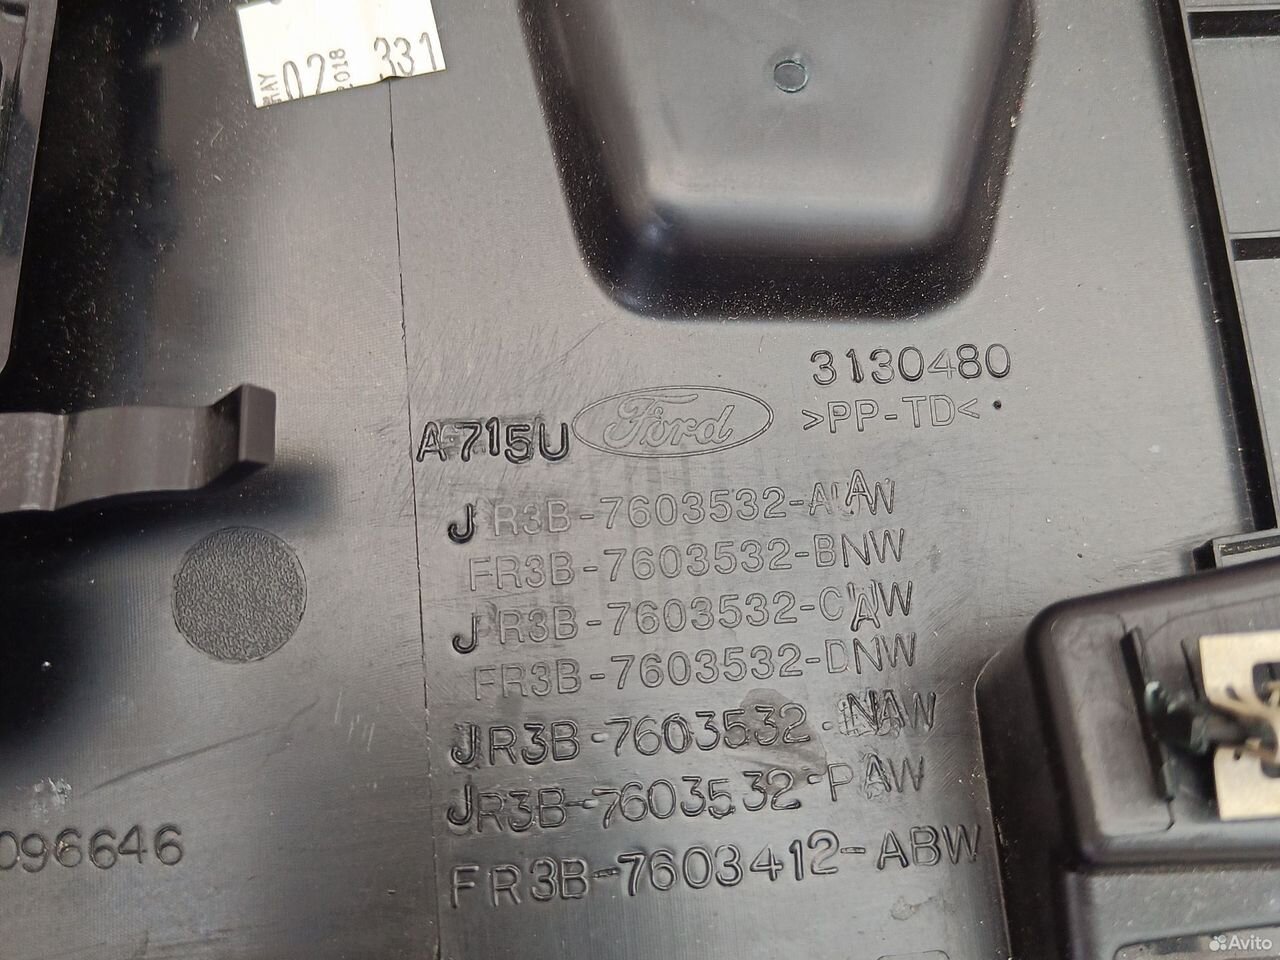 02 2018 331
3130480
>PP-TD<
A715U Ford
JR3B-7603532-AAW
FR3B-7603532-BNW
JR3B-7603532-CAW
FR3B-7603532-DNW
JR3B-7603532-NAW
JR3B-7603532-PAW
096646
FR3B-7603412-ABW
Avito